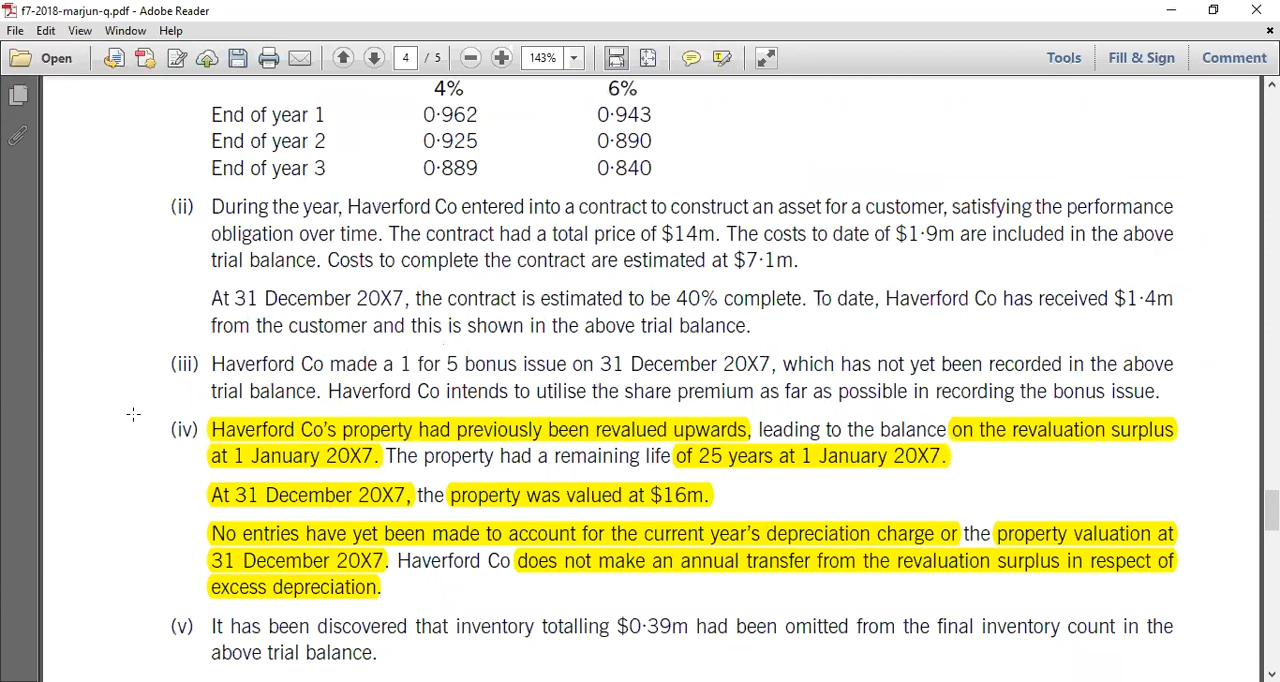 f7-2018-marjun-q.pdf - Adobe Reader
File Edit View Window Help
Open 4 / 5 143% Tools Fill & Sign Comment
4% 6%
End of year 1 0·962 0·943
End of year 2 0·925 0·890
End of year 3 0·889 0·840
(ii) During the year, Haverford Co entered into a contract to construct an asset for a customer, satisfying the performance
obligation over time. The contract had a total price of $14m. The costs to date of $1·9m are included in the above
trial balance. Costs to complete the contract are estimated at $7·1m.
At 31 December 20X7, the contract is estimated to be 40% complete. To date, Haverford Co has received $1·4m
from the customer and this is shown in the above trial balance.
(iii) Haverford Co made a 1 for 5 bonus issue on 31 December 20X7, which has not yet been recorded in the above
trial balance. Haverford Co intends to utilise the share premium as far as possible in recording the bonus issue.
(iv) Haverford Co's property had previously been revalued upwards, leading to the balance on the revaluation surplus
at 1 January 20X7. The property had a remaining life of 25 years at 1 January 20X7.
At 31 December 20X7, the property was valued at $16m.
No entries have yet been made to account for the current year's depreciation charge or the property valuation at
31 December 20X7. Haverford Co does not make an annual transfer from the revaluation surplus in respect of
excess depreciation.
(v) It has been discovered that inventory totalling $0·39m had been omitted from the final inventory count in the
above trial balance.